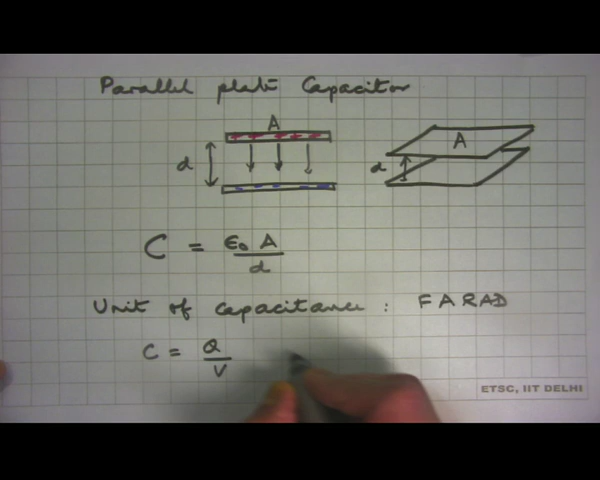 Parallel plate Capacitor
A
d
A
d
C = ε₀ A / d
Unit of capacitance : FARAD
C = Q / V
ETSC, IIT DELHI